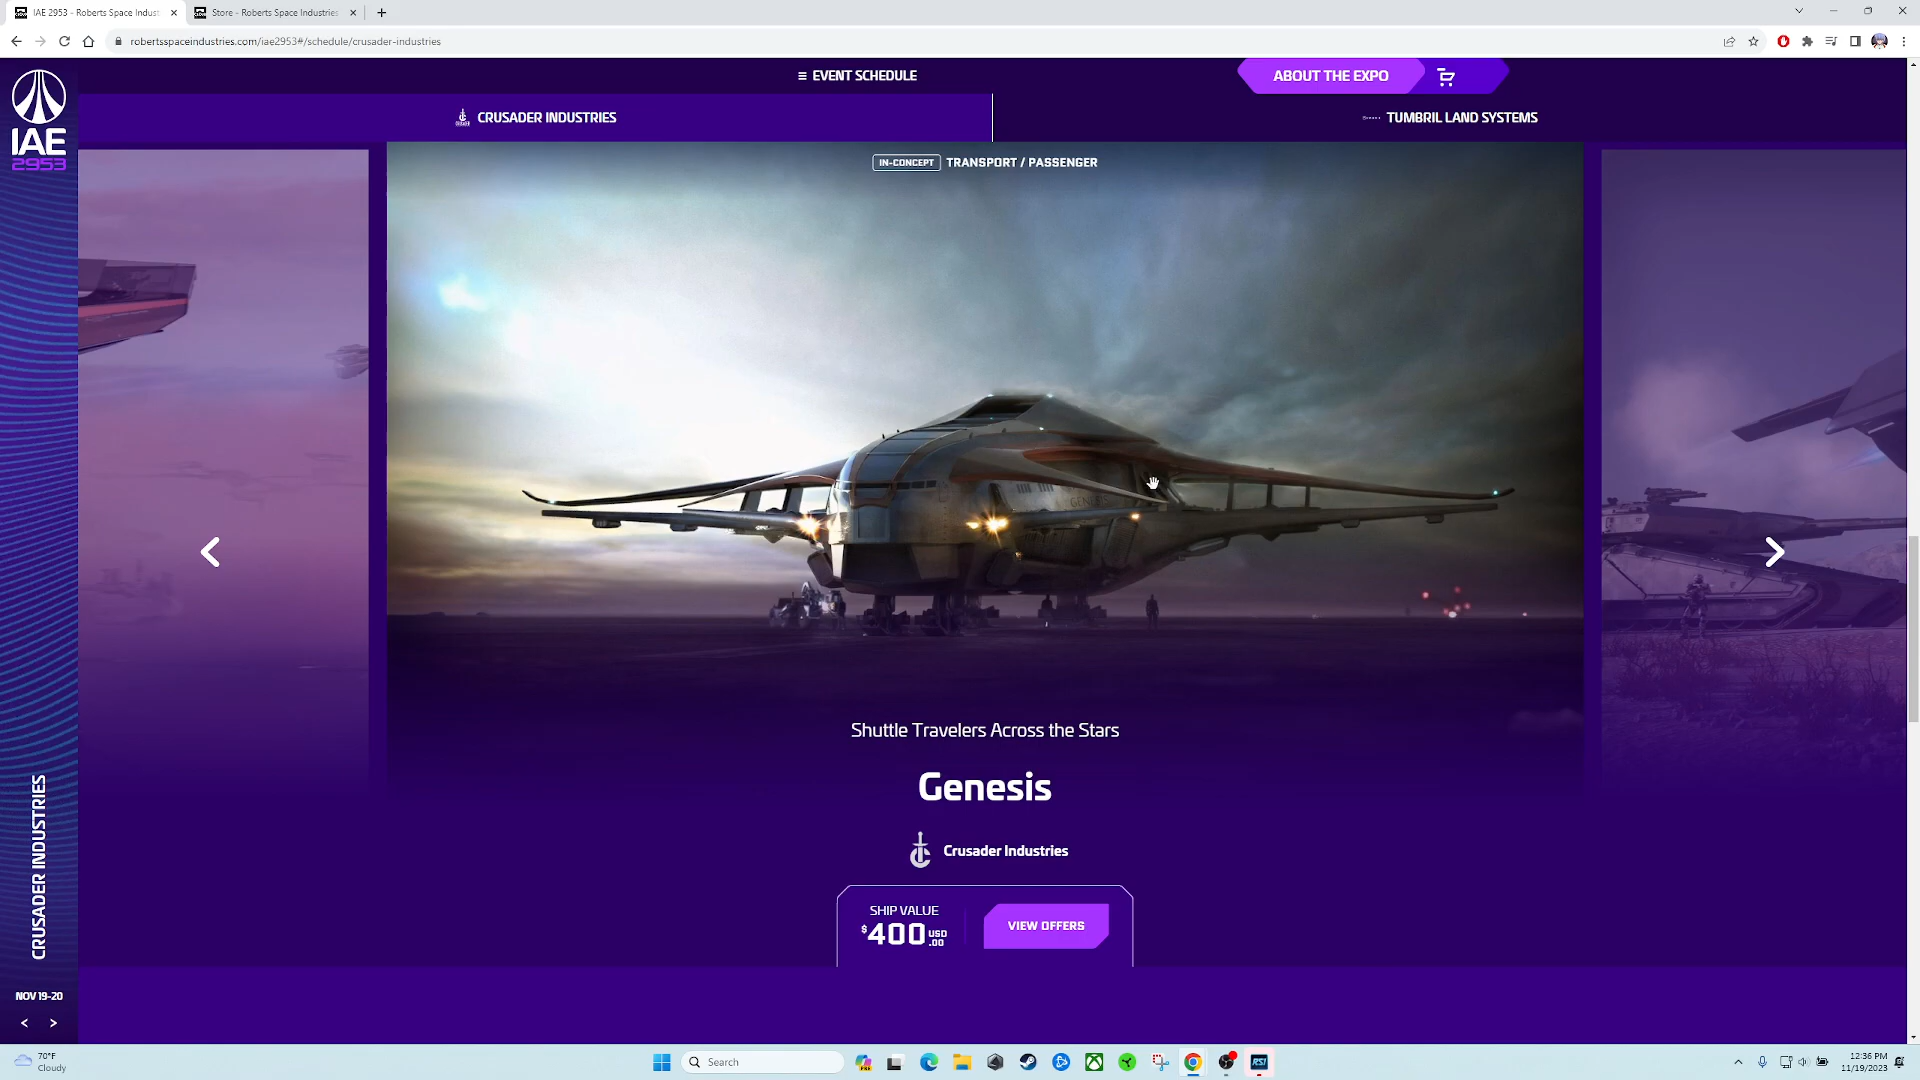 IAE 2953 - Roberts Space Indust
Store - Roberts Space Industries
robertsspaceindustries.com/iae2953#/schedule/crusader-industries
IAE
2953
EVENT SCHEDULE
ABOUT THE EXPO
CRUSADER INDUSTRIES
TUMBRIL LAND SYSTEMS
IN-CONCEPT TRANSPORT / PASSENGER
GENESIS
Shuttle Travelers Across the Stars
Genesis
Crusader Industries
SHIP VALUE
$400 USD .00
VIEW OFFERS
CRUSADER INDUSTRIES
NOV 19-20
< >
70°F
Cloudy
Search
PRE
RSI
12:36 PM
11/19/2023